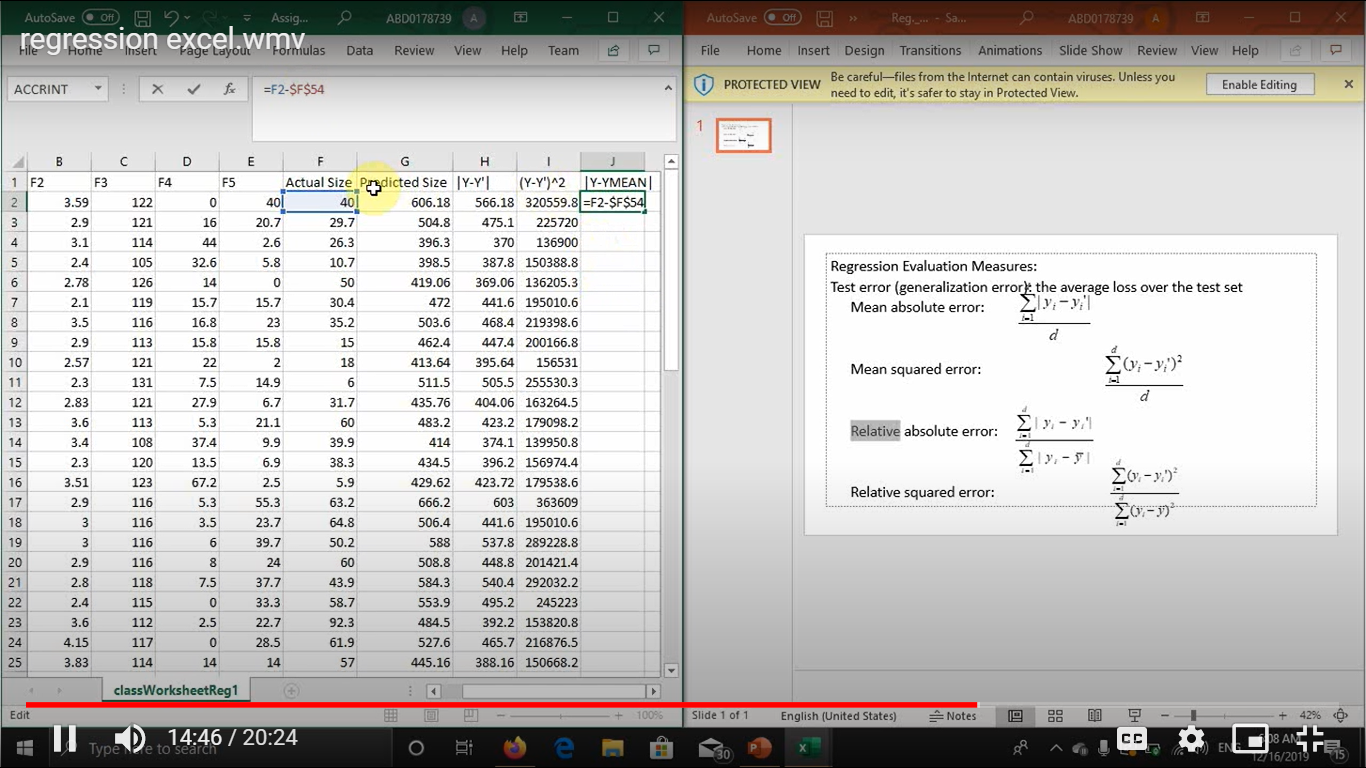 AutoSave Off Assig... ABD0178739 A
regression excel.wmv
File Home Insert Page Layout Formulas Data Review View Help Team
ACCRINT fx =F2-$F$54
B C D E F G H I J
1 F2 F3 F4 F5 Actual Size Predicted Size |Y-Y'| (Y-Y')^2 |Y-YMEAN|
2 3.59 122 0 40 40 606.18 566.18 320559.8 =F2-$F$54
3 2.9 121 16 20.7 29.7 504.8 475.1 225720
4 3.1 114 44 2.6 26.3 396.3 370 136900
5 2.4 105 32.6 5.8 10.7 398.5 387.8 150388.8
6 2.78 126 14 0 50 419.06 369.06 136205.3
7 2.1 119 15.7 15.7 30.4 472 441.6 195010.6
8 3.5 116 16.8 23 35.2 503.6 468.4 219398.6
9 2.9 113 15.8 15.8 15 462.4 447.4 200166.8
10 2.57 121 22 2 18 413.64 395.64 156531
11 2.3 131 7.5 14.9 6 511.5 505.5 255530.3
12 2.83 121 27.9 6.7 31.7 435.76 404.06 163264.5
13 3.6 113 5.3 21.1 60 483.2 423.2 179098.2
14 3.4 108 37.4 9.9 39.9 414 374.1 139950.8
15 2.3 120 13.5 6.9 38.3 434.5 396.2 156974.4
16 3.51 123 67.2 2.5 5.9 429.62 423.72 179538.6
17 2.9 116 5.3 55.3 63.2 666.2 603 363609
18 3 116 3.5 23.7 64.8 506.4 441.6 195010.6
19 3 116 6 39.7 50.2 588 537.8 289228.8
20 2.9 116 8 24 60 508.8 448.8 201421.4
21 2.8 118 7.5 37.7 43.9 584.3 540.4 292032.2
22 2.4 115 0 33.3 58.7 553.9 495.2 245223
23 3.6 112 2.5 22.7 92.3 484.5 392.2 153820.8
24 4.15 117 0 28.5 61.9 527.6 465.7 216876.5
25 3.83 114 14 14 57 445.16 388.16 150668.2
classWorksheetReg1
Edit 100%
AutoSave Off Reg_... - Sa... ABD0178739 A
File Home Insert Design Transitions Animations Slide Show Review View Help
PROTECTED VIEW Be careful—files from the Internet can contain viruses. Unless you
need to edit, it's safer to stay in Protected View. Enable Editing
1
Regression Evaluation Measures:
Test error (generalization error): the average loss over the test set
Mean absolute error: ∑ i=1 | yi – yi' | / d
Mean squared error: d ∑ i=1 (yi – yi')² / d
Relative absolute error: d ∑ i=1 | yi – yi' | / d ∑ i=1 | yi – ȳ |
Relative squared error: d ∑ i=1 (yi – yi')² / d ∑ i=1 (yi – ȳ)²
Slide 1 of 1 English (United States) Notes 42%
Type here to search
14:46 / 20:24
30 CC
12/16/2019 15